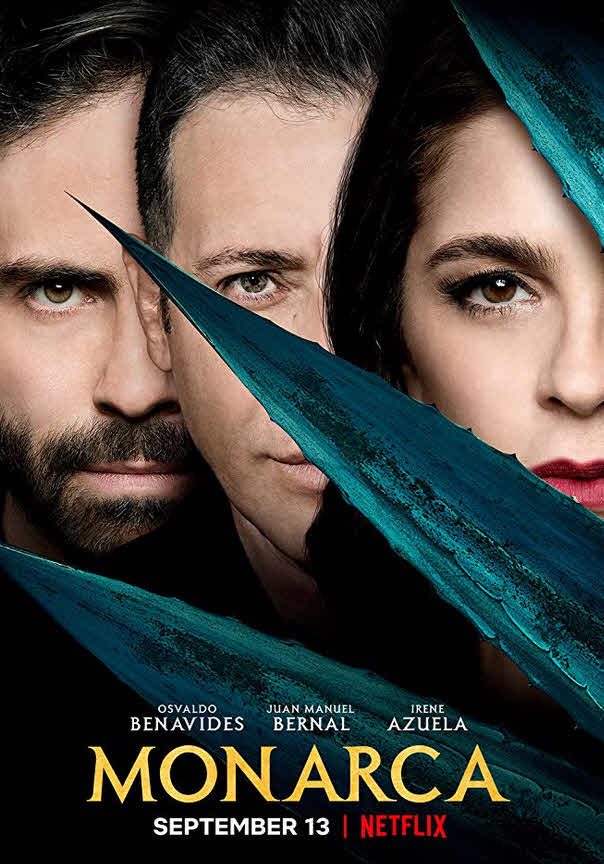 OSVALDO JUAN MANUEL IRENE
BENAVIDES BERNAL AZUELA
MONARCA
SEPTEMBER 13 | NETFLIX